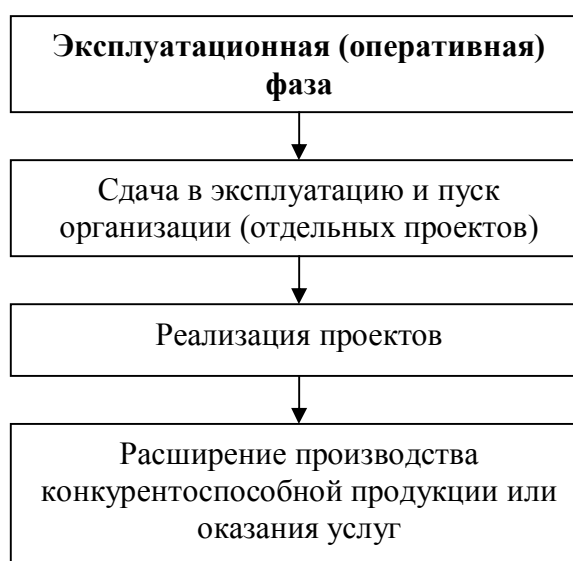 Эксплуатационная (оперативная)
фаза
Сдача в эксплуатацию и пуск
организации (отдельных проектов)
Реализация проектов
Расширение производства
конкурентоспособной продукции или
оказания услуг